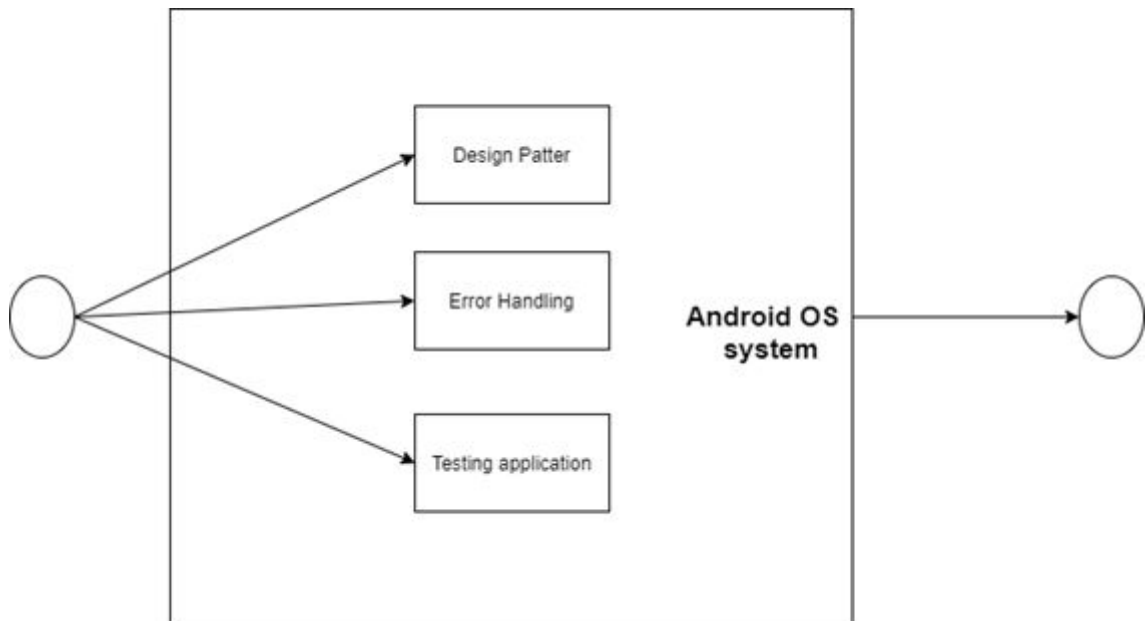 Design Patter
Error Handling
Android OS
system
Testing application